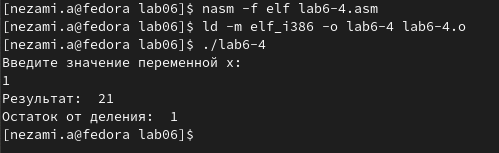 [nezami.a@fedora lab06]$ nasm -f elf lab6-4.asm
[nezami.a@fedora lab06]$ ld -m elf_i386 -o lab6-4 lab6-4.o
[nezami.a@fedora lab06]$ ./lab6-4
Введите значение переменной x:
1
Результат:  21
Остаток от деления:  1
[nezami.a@fedora lab06]$